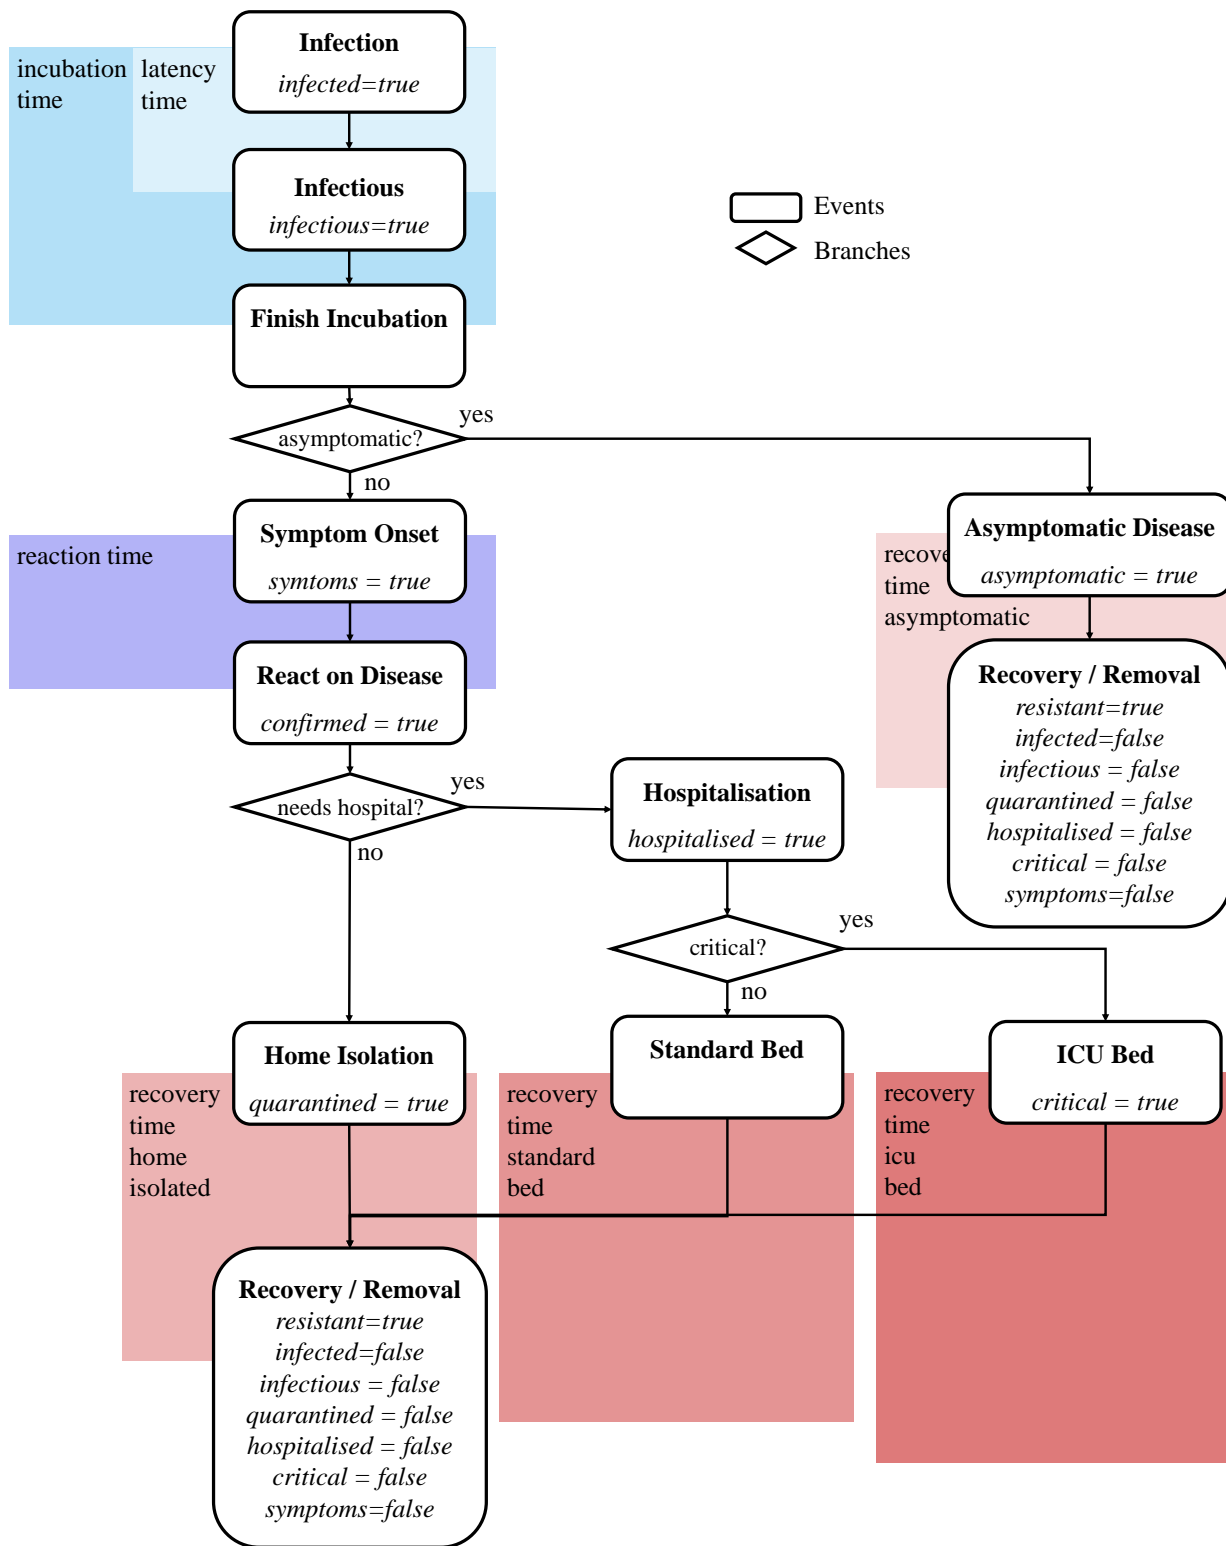 Infection
infected=true
incubation
time
latency
time
Infectious
infectious=true
Events
Branches
Finish Incubation
asymptomatic?
yes
no
Symptom Onset
symtoms = true
reaction time
Asymptomatic Disease
asymptomatic = true
time
asymptomatic
React on Disease
confirmed = true
Recovery / Removal
resistant=true
infected=false
infectious = false
quarantined = false
hospitalised = false
critical = false
symptoms=false
needs hospital?
yes
no
Hospitalisation
hospitalised = true
critical?
yes
no
Home Isolation
quarantined = true
recovery
time
home
isolated
Standard Bed
recovery
time
standard
bed
ICU Bed
critical = true
recovery
time
icu
bed
Recovery / Removal
resistant=true
infected=false
infectious = false
quarantined = false
hospitalised = false
critical = false
symptoms=false